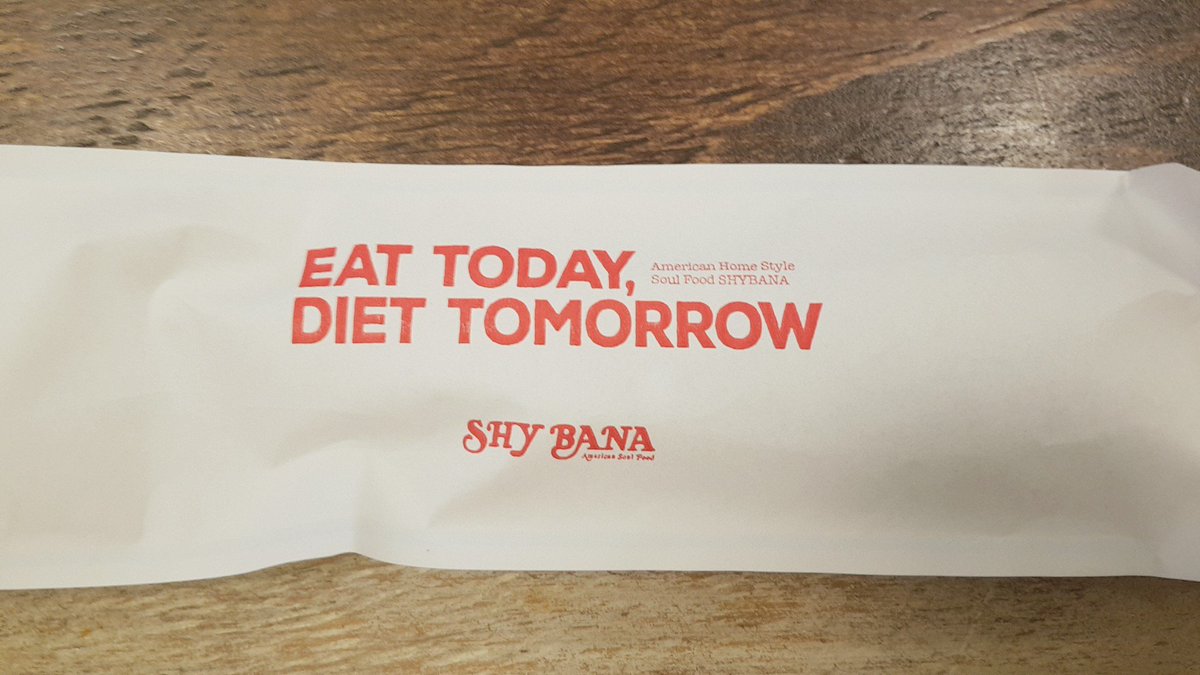 EAT TODAY,
DIET TOMORROW
American Home Style
Soul Food SHYBANA
SHY BANA
American Soul Food